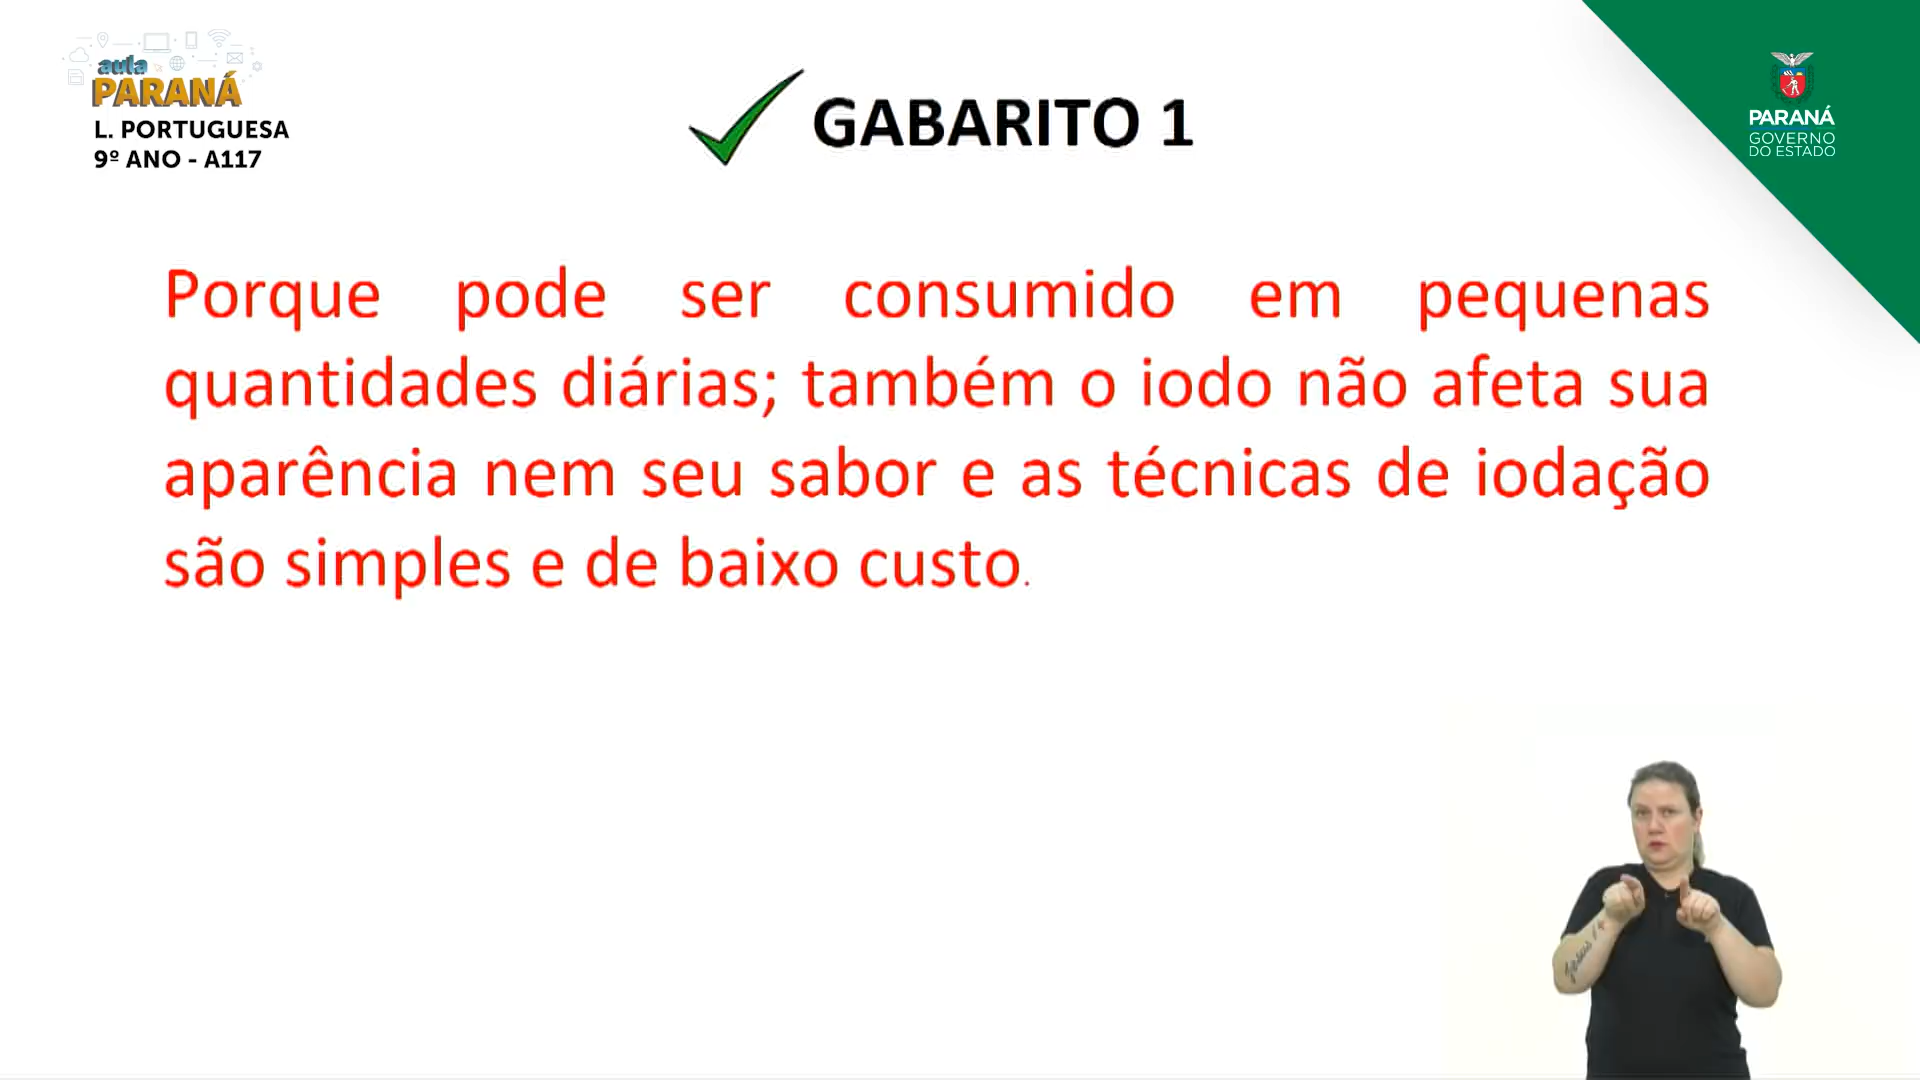 aula
PARANÁ
L. PORTUGUESA
9º ANO - A117
GABARITO 1
PARANÁ
GOVERNO
DO ESTADO
Porque pode ser consumido em pequenas
quantidades diárias; também o iodo não afeta sua
aparência nem seu sabor e as técnicas de iodação
são simples e de baixo custo.